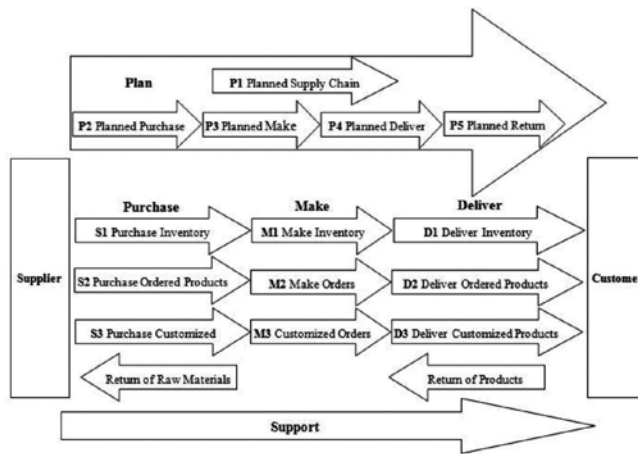 Plan
P1 Planned Supply Chain
P2 Planned Purchase
P3 Planned Make
P4 Planned Deliver
P5 Planned Return
Supplier
Customer
Purchase
Make
Deliver
S1 Purchase Inventory
M1 Make Inventory
D1 Deliver Inventory
S2 Purchase Ordered Products
M2 Make Orders
D2 Deliver Ordered Products
S3 Purchase Customized
M3 Customized Orders
D3 Deliver Customized Products
Return of Raw Materials
Return of Products
Support